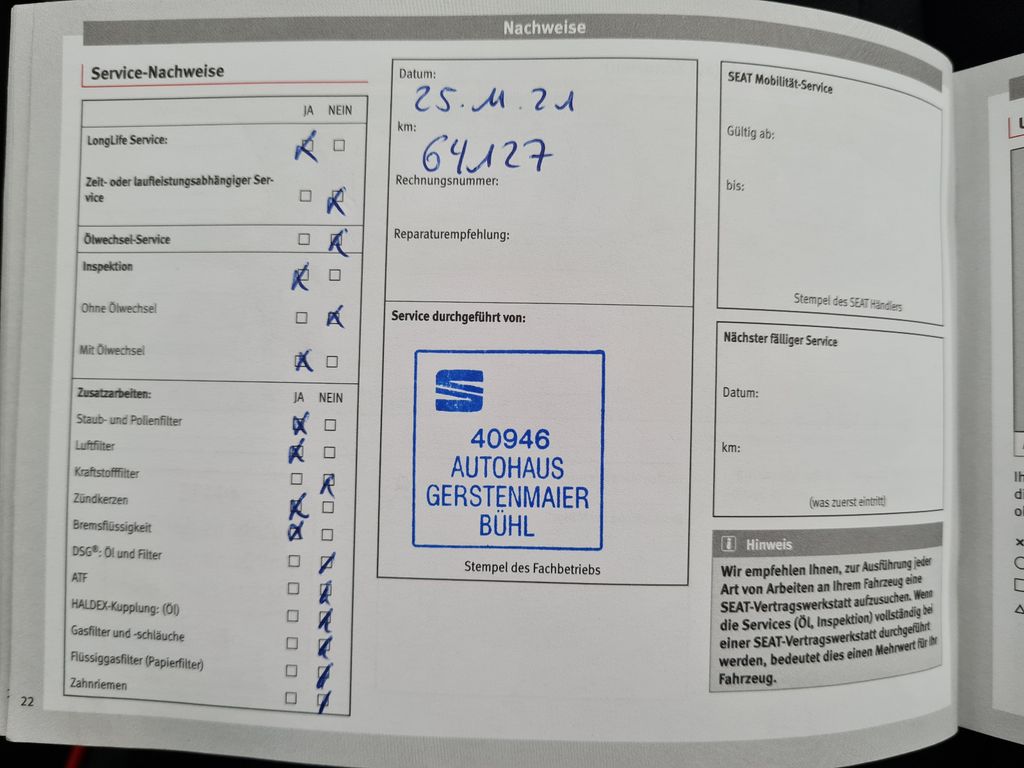 Nachweise
Service-Nachweise
JA NEIN
LongLife Service:
Zeit- oder laufleistungsabhängiger Ser-
vice
Ölwechsel-Service
Inspektion
Ohne Ölwechsel
Mit Ölwechsel
Zusatzarbeiten: JA NEIN
Staub- und Pollenfilter
Luftfilter
Kraftstofffilter
Zündkerzen
Bremsflüssigkeit
DSG®: Öl und Filter
ATF
HALDEX-Kupplung: (Öl)
Gasfilter und -schläuche
Flüssiggasfilter (Papierfilter)
Zahnriemen
22
Datum:
25.11.21
km:
64127
Rechnungsnummer:
Reparaturempfehlung:
Service durchgeführt von:
40946
AUTOHAUS
GERSTENMAIER
BÜHL
Stempel des Fachbetriebs
SEAT Mobilität-Service
Gültig ab:
bis:
Stempel des SEAT Händlers
Nächster fälliger Service
Datum:
km:
(was zuerst eintritt)
Hinweis
Wir empfehlen Ihnen, zur Ausführung jeder
Art von Arbeiten an Ihrem Fahrzeug eine
SEAT-Vertragswerkstatt aufzusuchen. Wenn
die Services (Öl, Inspektion) vollständig bei
einer SEAT-Vertragswerkstatt durchgeführt
werden, bedeutet dies einen Mehrwert für Ihr
Fahrzeug.